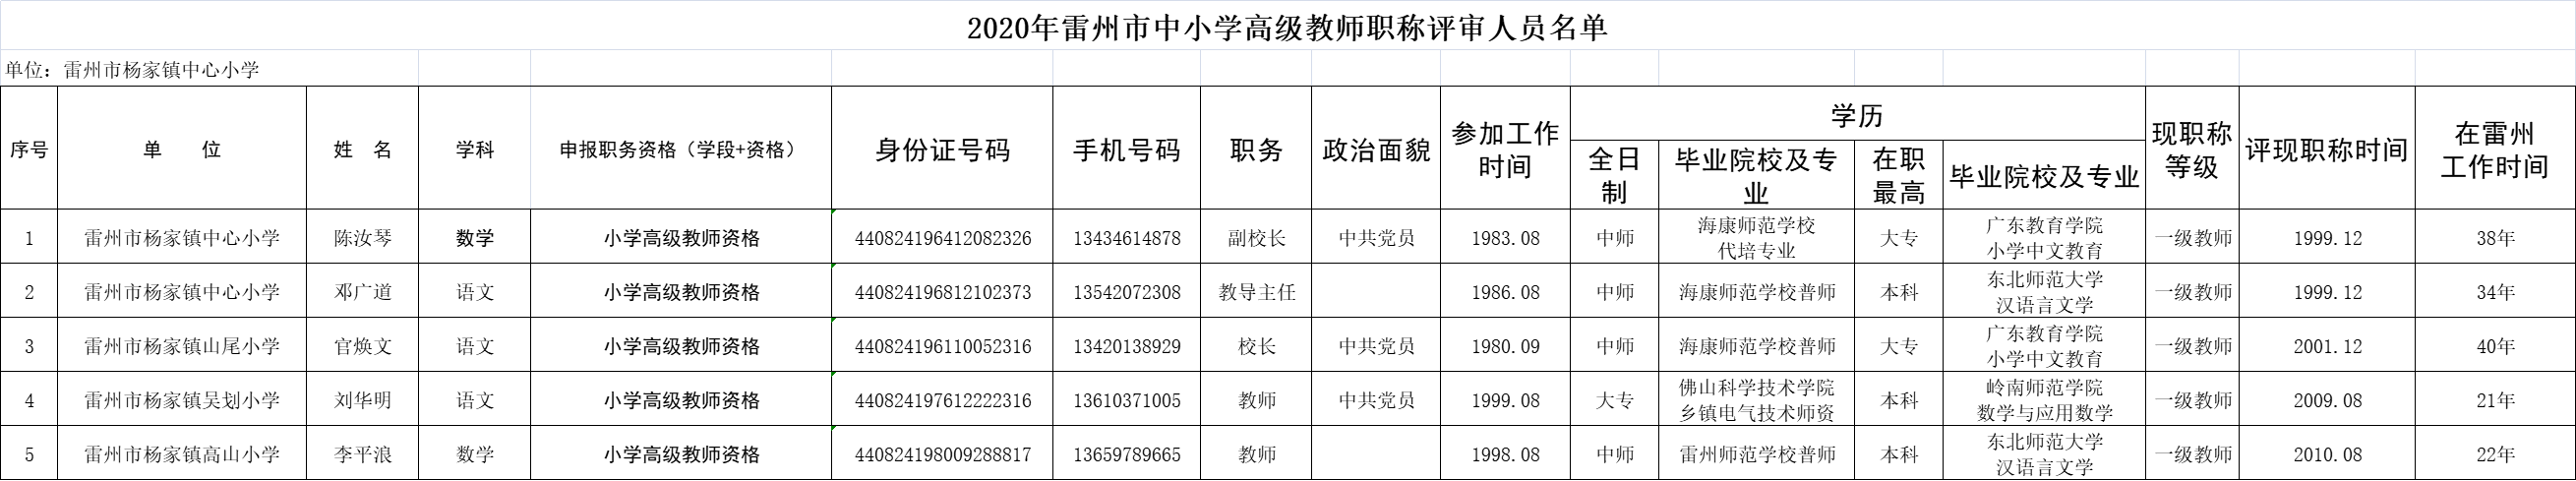 2020年雷州市中小学高级教师职称评审人员名单
单位：雷州市杨家镇中心小学
序号 单 位 姓 名 学科 申报职务资格（学段+资格） 身份证号码 手机号码 职务 政治面貌 参加工作时间 学历 现职称等级 评现职称时间 在雷州工作时间
全日制 毕业院校及专业 在职最高 毕业院校及专业
1 雷州市杨家镇中心小学 陈汝琴 数学 小学高级教师资格 440824196412082326 13434614878 副校长 中共党员 1983.08 中师 海康师范学校代培专业 大专 广东教育学院小学中文教育 一级教师 1999.12 38年
2 雷州市杨家镇中心小学 邓广道 语文 小学高级教师资格 440824196812102373 13542072308 教导主任 1986.08 中师 海康师范学校普师 本科 东北师范大学汉语言文学 一级教师 1999.12 34年
3 雷州市杨家镇山尾小学 官焕文 语文 小学高级教师资格 440824196110052316 13420138929 校长 中共党员 1980.09 中师 海康师范学校普师 大专 广东教育学院小学中文教育 一级教师 2001.12 40年
4 雷州市杨家镇吴划小学 刘华明 语文 小学高级教师资格 440824197612222316 13610371005 教师 中共党员 1999.08 大专 佛山科学技术学院乡镇电气技术师资 本科 岭南师范学院数学与应用数学 一级教师 2009.08 21年
5 雷州市杨家镇高山小学 李平浪 数学 小学高级教师资格 440824198009288817 13659789665 教师 1998.08 中师 雷州师范学校普师 本科 东北师范大学汉语言文学 一级教师 2010.08 22年